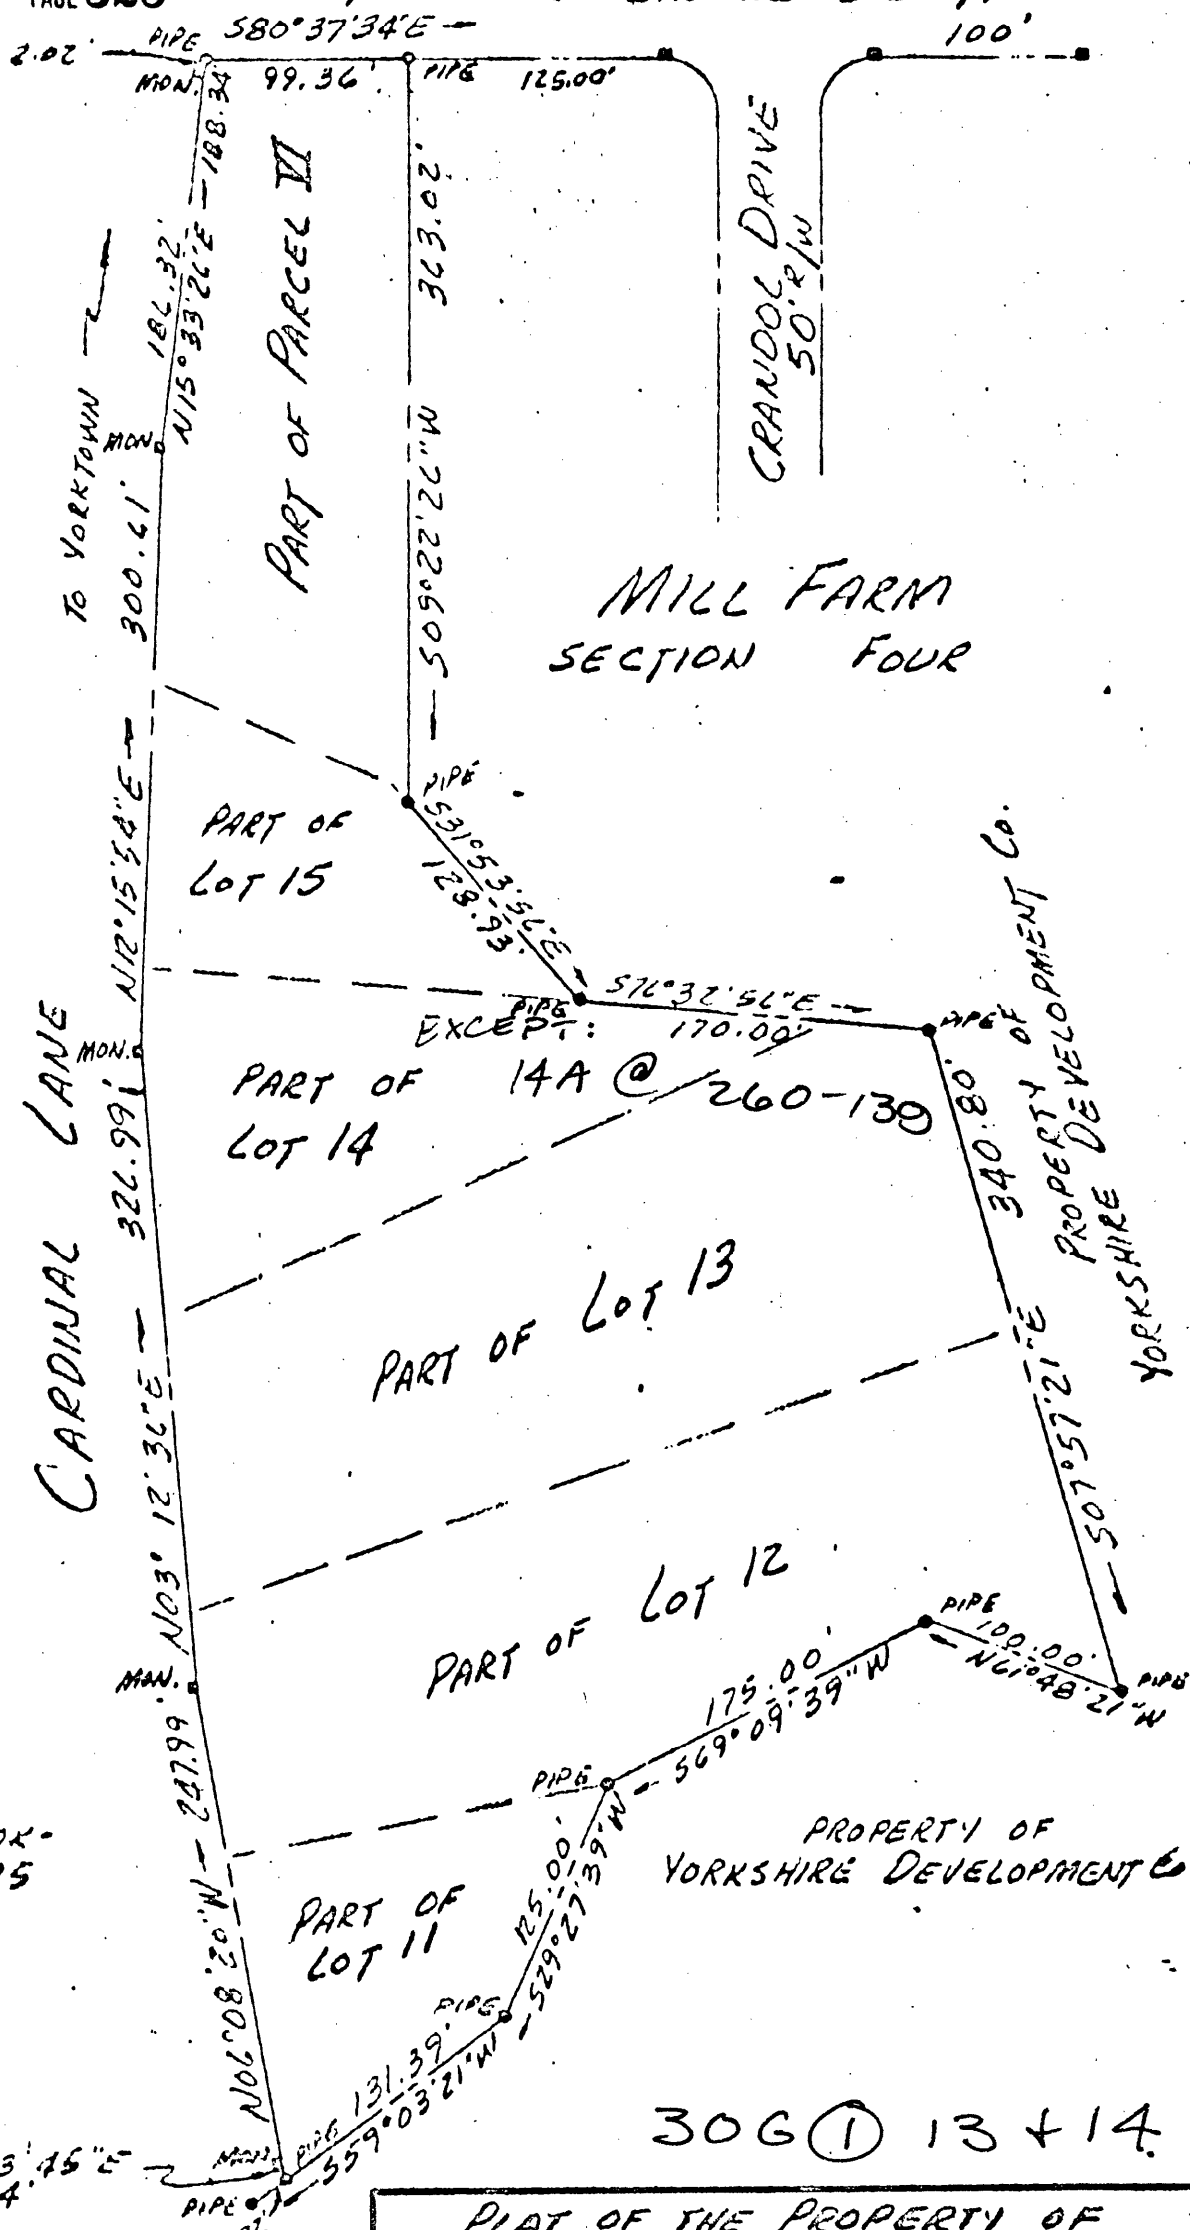 S80°37'34"E
2.02'
PIPE
MON.
99.36'
PIPE
125.00'
100'
188.34
186.32'
N15°33'26"E
PART OF PARCEL VI
363.02'
S09°22'26"W
CRANDOL DRIVE
50' R/W
TO YORKTOWN
MON.
300.61'
N12°15'54"E
MILL FARM
SECTION FOUR
PIPE
S31°53'56"E
128.93'
PART OF
LOT 15
PIPE
S76°32'56"E
170.00'
PIPE
EXCEPT:
14A @ 260-139
PART OF
LOT 14
MON.
326.99'
N03°12'36"E
CARDINAL LANE
340.80'
S07°57'21"E
PROPERTY OF
YORKSHIRE DEVELOPMENT CO.
PART OF LOT 13
PART OF LOT 12
PIPE
100.00'
N61°48'21"W
PIPE
175.00'
S69°09'39"W
MON.
247.99'
N06°08'02"W
PIPE
125.00'
S29°27'39"W
PROPERTY OF
YORKSHIRE DEVELOPMENT
PART OF
LOT 11
PIPE
131.39'
S59°03'21"W
PIPE
MON.
PIPE
45"E
30G ① 13 + 14
PLAT OF THE PROPERTY OF